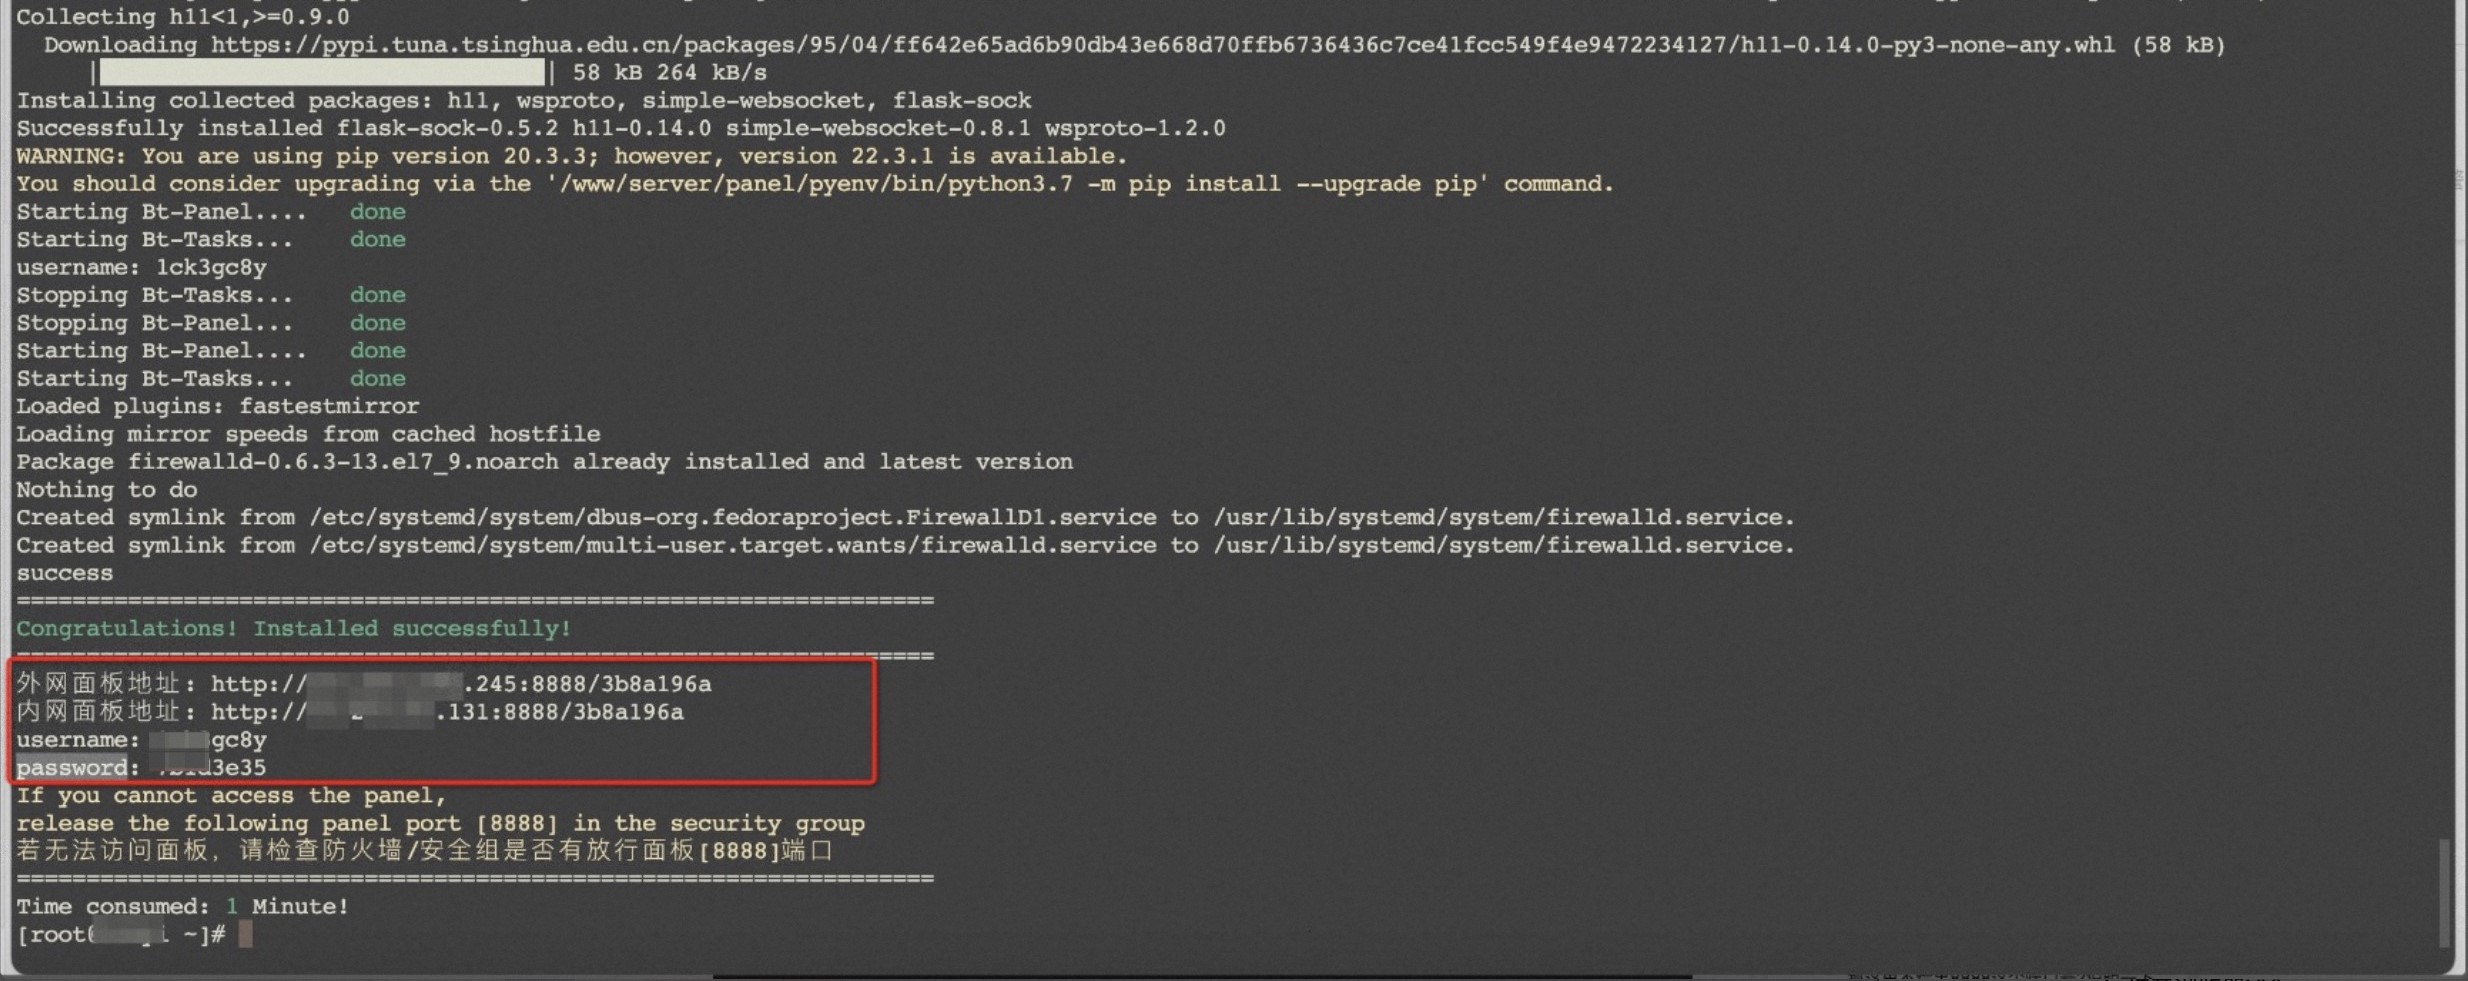 Collecting h11<1,>=0.9.0
Downloading https://pypi.tuna.tsinghua.edu.cn/packages/95/04/ff642e65ad6b90db43e668d70ffb6736436c7ce41fcc549f4e9472234127/h11-0.14.0-py3-none-any.whl (58 kB)
| | 58 kB 264 kB/s
Installing collected packages: h11, wsproto, simple-websocket, flask-sock
Successfully installed flask-sock-0.5.2 h11-0.14.0 simple-websocket-0.8.1 wsproto-1.2.0
WARNING: You are using pip version 20.3.3; however, version 22.3.1 is available.
You should consider upgrading via the '/www/server/panel/pyenv/bin/python3.7 -m pip install --upgrade pip' command.
Starting Bt-Panel.... done
Starting Bt-Tasks... done
username: 1ck3gc8y
Stopping Bt-Tasks... done
Stopping Bt-Panel... done
Starting Bt-Panel.... done
Starting Bt-Tasks... done
Loaded plugins: fastestmirror
Loading mirror speeds from cached hostfile
Package firewalld-0.6.3-13.el7_9.noarch already installed and latest version
Nothing to do
Created symlink from /etc/systemd/system/dbus-org.fedoraproject.FirewallD1.service to /usr/lib/systemd/system/firewalld.service.
Created symlink from /etc/systemd/system/multi-user.target.wants/firewalld.service to /usr/lib/systemd/system/firewalld.service.
success
==================================================================
Congratulations! Installed successfully!
==================================================================
外网面板地址: http:// .245:8888/3b8a196a
内网面板地址: http:// .131:8888/3b8a196a
username: gc8y
password: 3e35
If you cannot access the panel,
release the following panel port [8888] in the security group
若无法访问面板，请检查防火墙/安全组是否有放行面板[8888]端口
==================================================================
Time consumed: 1 Minute!
[root ~]#